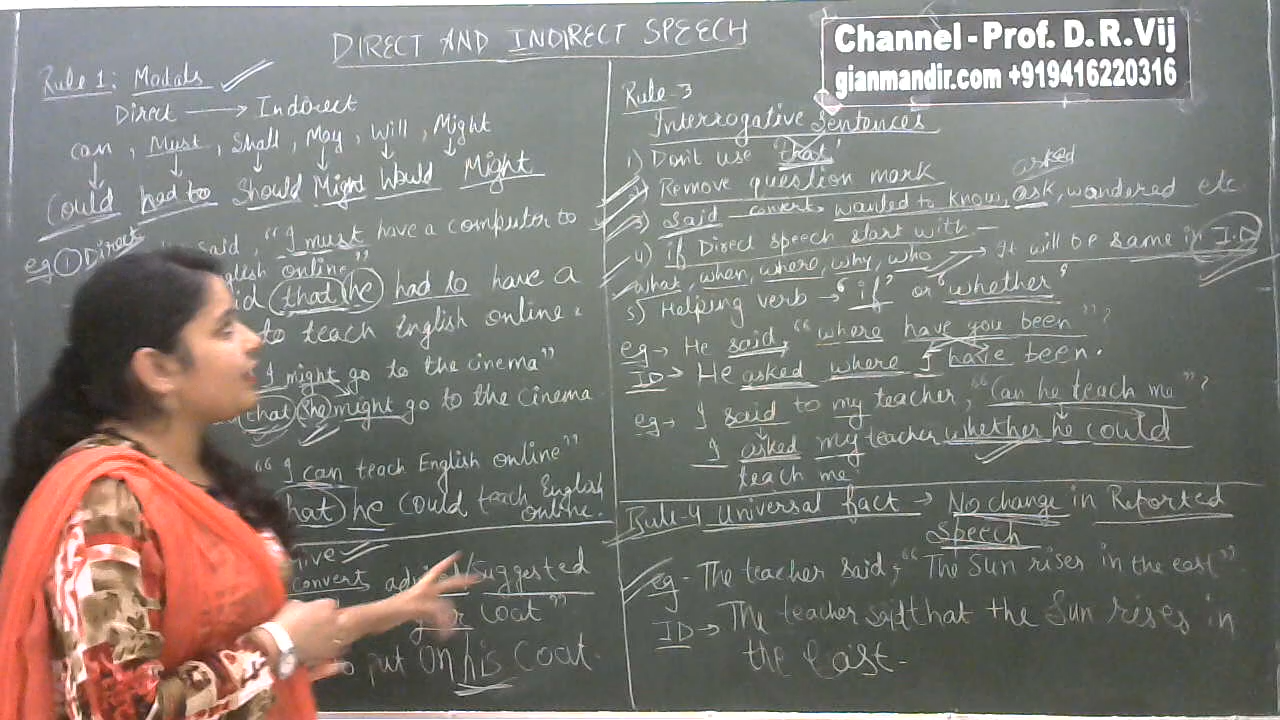 DIRECT AND INDIRECT SPEECH
Channel - Prof. D. R. Vij
gianmandir.com +919416220316
Rule 1: Modals
Direct → Indirect
can, Must, Shall, May, Will, Might
↓ ↓ ↓ ↓ ↓ ↓
Could had to Should Might Would Might
eg ① Direct said, "I must have a computer to
English online"
that he had to have a
to teach English online.
I might go to the cinema"
that she might go to the cinema
"I can teach English online"
that he could teach English
online.
convert advised/suggested
Coat"
to put on his Coat.
Rule-3
Interrogative Sentences
1) Don't use 'that'
2) Remove question mark
asked
3) Said convert wanted to know, ask, wandered etc
4) if Direct speech start with —
what, when, where, why, who → It will be same in I.D
5) Helping verb → "if" or "whether"
eg → He said, "where have you been"?
ID → He asked where I have been.
eg → I said to my teacher, "Can he teach me"?
I asked my teacher whether he could
teach me
Rule-4 Universal fact → No change in Reported
Speech
eg - The teacher said, "The Sun rises in the east".
ID → The teacher said that the Sun rises in
the East.